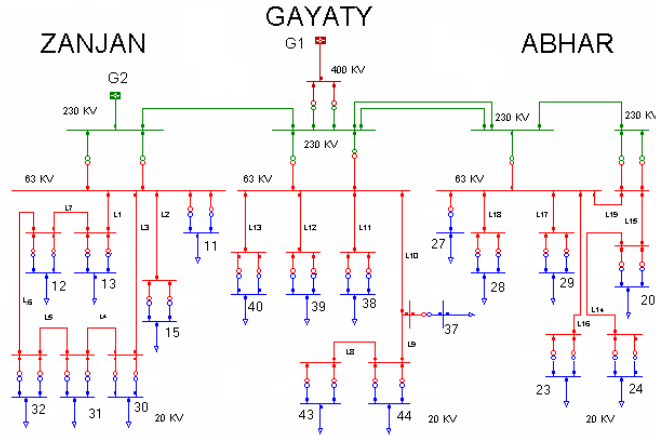 GAYATY
ZANJAN
ABHAR
G1
G2
400 KV
230 KV
230 KV
230 KV
230 KV
63 KV
63 KV
63 KV
L7
L1
L3
L2
L13
L12
L11
L10
L18
L17
L19
L15
11
27
12
13
15
40
39
38
28
29
20
37
L6
L5
L4
L8
L9
L16
L14
32
31
30
43
44
23
24
20 KV
20 KV
20 KV